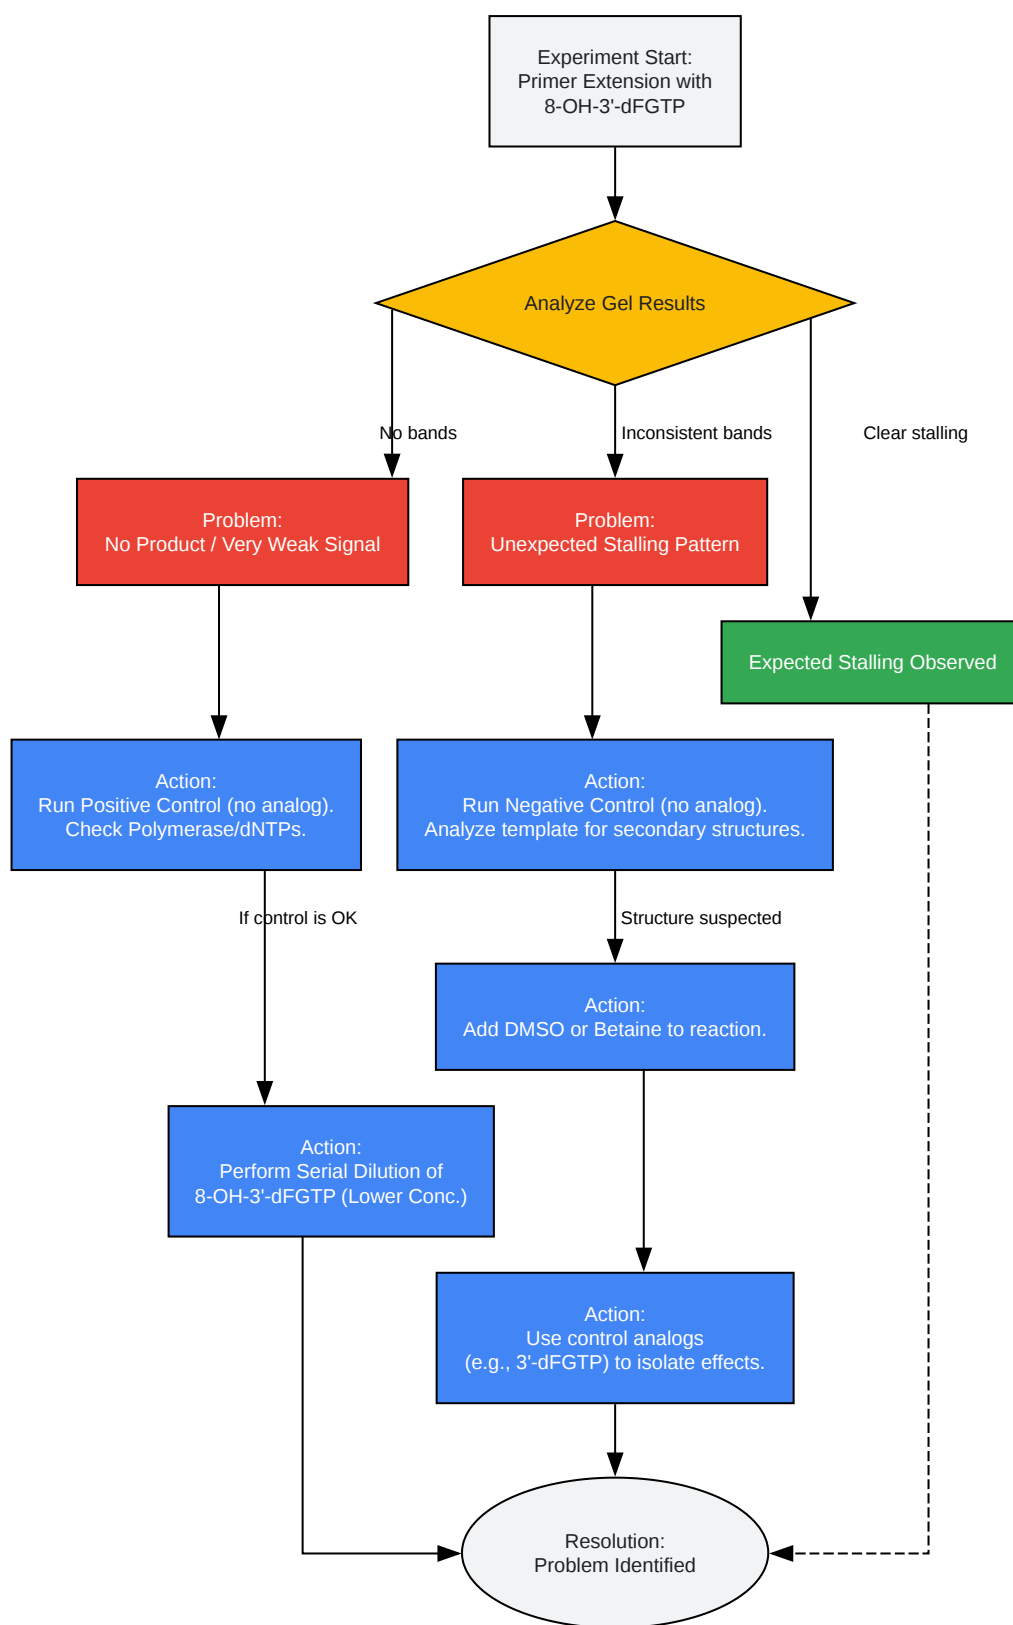 Experiment Start:
Primer Extension with
8-OH-3'-dFGTP
Analyze Gel Results
No bands
Inconsistent bands
Clear stalling
Problem:
No Product / Very Weak Signal
Problem:
Unexpected Stalling Pattern
Expected Stalling Observed
Action:
Run Positive Control (no analog).
Check Polymerase/dNTPs.
Action:
Run Negative Control (no analog).
Analyze template for secondary structures.
If control is OK
Structure suspected
Action:
Add DMSO or Betaine to reaction.
Action:
Perform Serial Dilution of
8-OH-3'-dFGTP (Lower Conc.)
Action:
Use control analogs
(e.g., 3'-dFGTP) to isolate effects.
Resolution:
Problem Identified